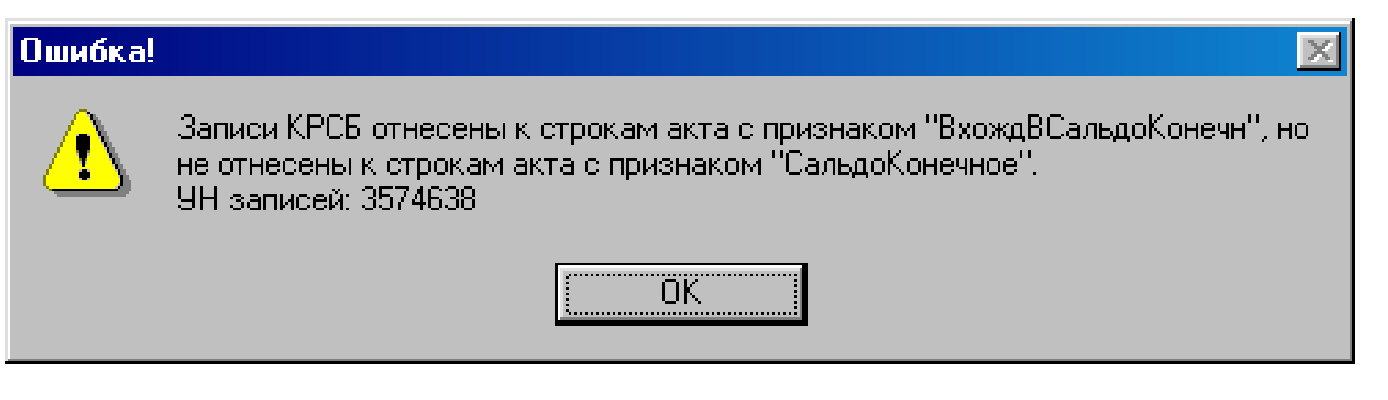 Ошибка!
Записи КРСБ отнесены к строкам акта с признаком "ВхождВСальдоКонечн", но
не отнесены к строкам акта с признаком "СальдоКонечное".
УН записей: 3574638
OK